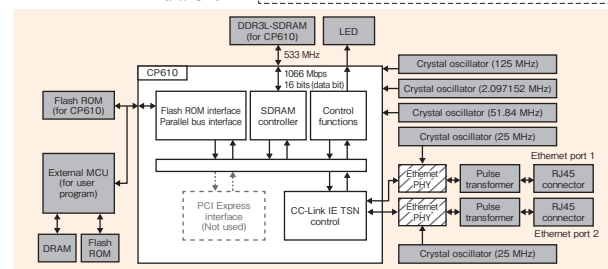 DDR3L-SDRAM
(for CP610)
LED
533 MHz
CP610
1066 Mbps
16 bits (data bit)
Crystal oscillator (125 MHz)
Crystal oscillator (2.097152 MHz)
Crystal oscillator (51.84 MHz)
Crystal oscillator (25 MHz)
Flash ROM
(for CP610)
Flash ROM interface
Parallel bus interface
SDRAM
controller
Control
functions
Ethernet port 1
External MCU
(for user
program)
Ethernet
PHY
Pulse
transformer
RJ45
connector
PCI Express
interface
(Not used)
CC-Link IE TSN
control
Ethernet
PHY
Pulse
transformer
RJ45
connector
Ethernet port 2
DRAM
Flash
ROM
Crystal oscillator (25 MHz)